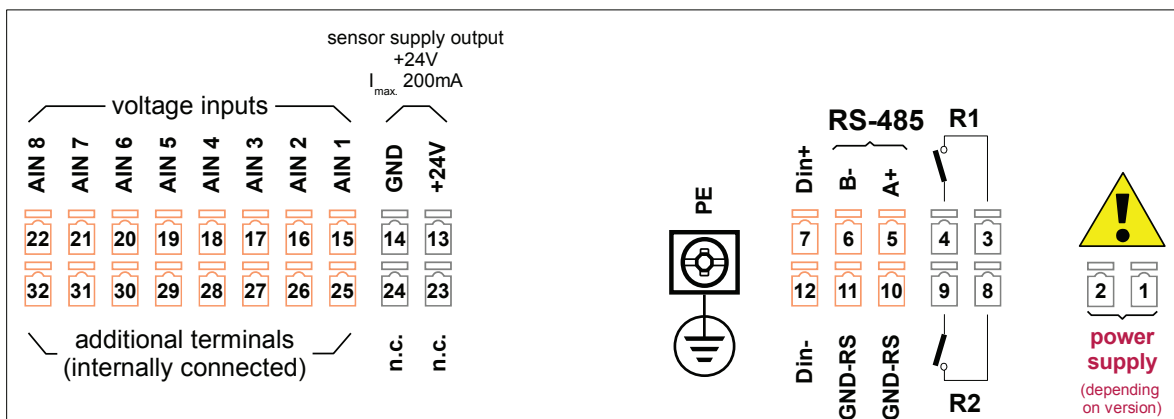 sensor supply output
+24V
Imax. 200mA
voltage inputs
RS-485
R1
AIN 8
AIN 7
AIN 6
AIN 5
AIN 4
AIN 3
AIN 2
AIN 1
GND
+24V
PE
Din+
B-
A+
22 21 20 19 18 17 16 15 14 13
7 6 5 4 3
32 31 30 29 28 27 26 25 24 23
12 11 10 9 8
2 1
additional terminals
(internally connected)
n.c.
n.c.
Din-
GND-RS
GND-RS
R2
power
supply
(depending
on version)